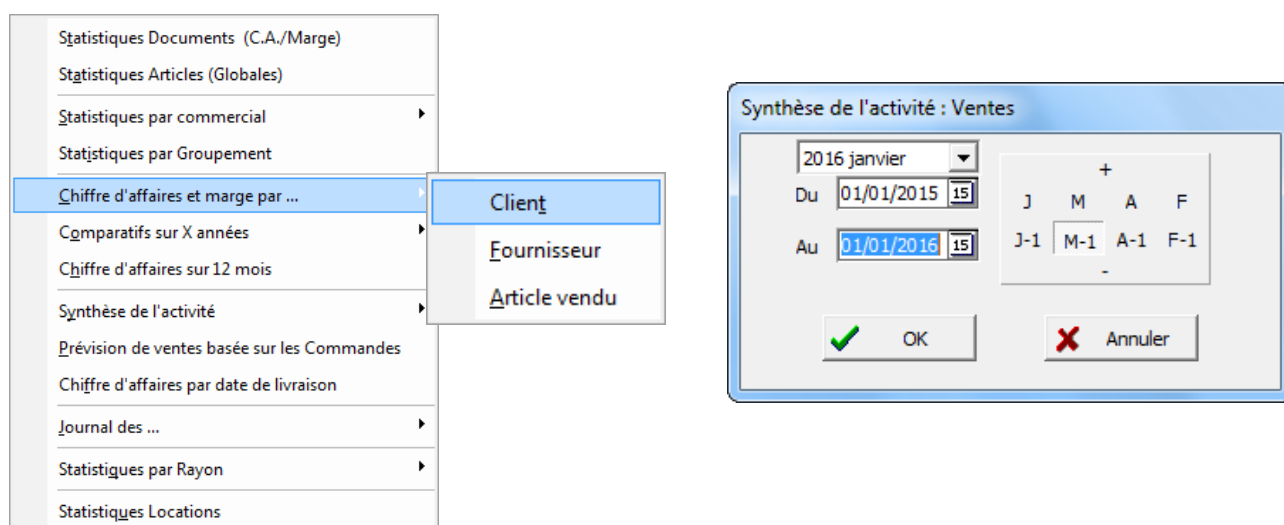 Statistiques Documents (C.A./Marge)
Statistiques Articles (Globales)
Statistiques par commercial
Statistiques par Groupement
Chiffre d'affaires et marge par ...
Comparatifs sur X années
Chiffre d'affaires sur 12 mois
Synthèse de l'activité
Prévision de ventes basée sur les Commandes
Chiffre d'affaires par date de livraison
Journal des ...
Statistiques par Rayon
Statistiques Locations
Client
Fournisseur
Article vendu
Synthèse de l'activité : Ventes
2016 janvier
Du 01/01/2015 15
Au 01/01/2016 15
+
J M A F
J-1 M-1 A-1 F-1
-
OK Annuler